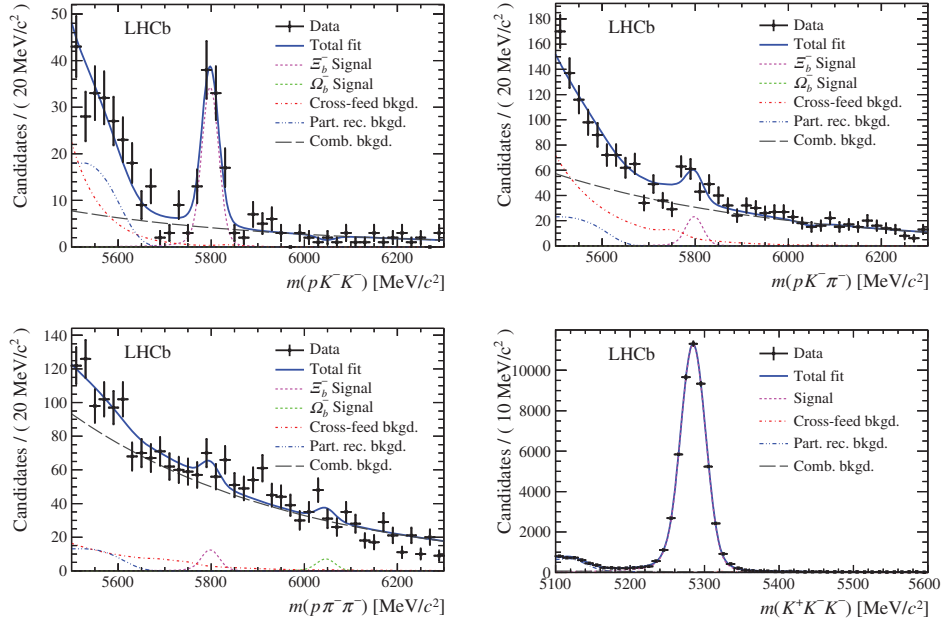 Candidates / ( 20 MeV/c² )
50
40
30
20
10
0
LHCb
Data
Total fit
Ξb⁻ Signal
Ωb⁻ Signal
Cross-feed bkgd.
Part. rec. bkgd.
Comb. bkgd.
5600 5800 6000 6200
m(pK⁻K⁻) [MeV/c²]
Candidates / ( 20 MeV/c² )
180
160
140
120
100
80
60
40
20
0
LHCb
Data
Total fit
Ξb⁻ Signal
Ωb⁻ Signal
Cross-feed bkgd.
Part. rec. bkgd.
Comb. bkgd.
5600 5800 6000 6200
m(pK⁻π⁻) [MeV/c²]
Candidates / ( 20 MeV/c² )
140
120
100
80
60
40
20
0
LHCb
Data
Total fit
Ξb⁻ Signal
Ωb⁻ Signal
Cross-feed bkgd.
Part. rec. bkgd.
Comb. bkgd.
5600 5800 6000 6200
m(pπ⁻π⁻) [MeV/c²]
Candidates / ( 10 MeV/c² )
10000
8000
6000
4000
2000
0
LHCb
Data
Total fit
Signal
Cross-feed bkgd.
Part. rec. bkgd.
Comb. bkgd.
5100 5200 5300 5400 5500 5600
m(K⁺K⁻K⁻) [MeV/c²]